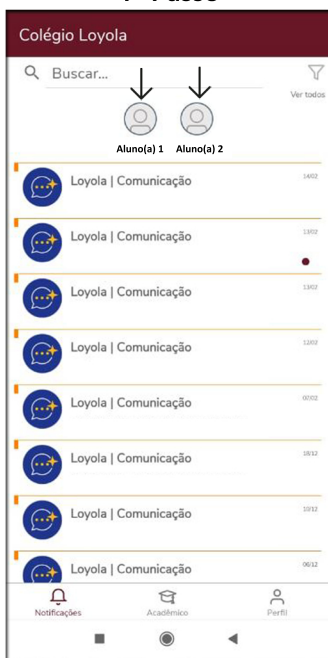 Colégio Loyola
Buscar...
Ver todos
Aluno(a) 1 Aluno(a) 2
Loyola | Comunicação
14/02
Loyola | Comunicação
13/02
Loyola | Comunicação
13/02
Loyola | Comunicação
12/02
Loyola | Comunicação
07/02
Loyola | Comunicação
18/12
Loyola | Comunicação
10/12
Loyola | Comunicação
06/12
Notificações
Acadêmico
Perfil